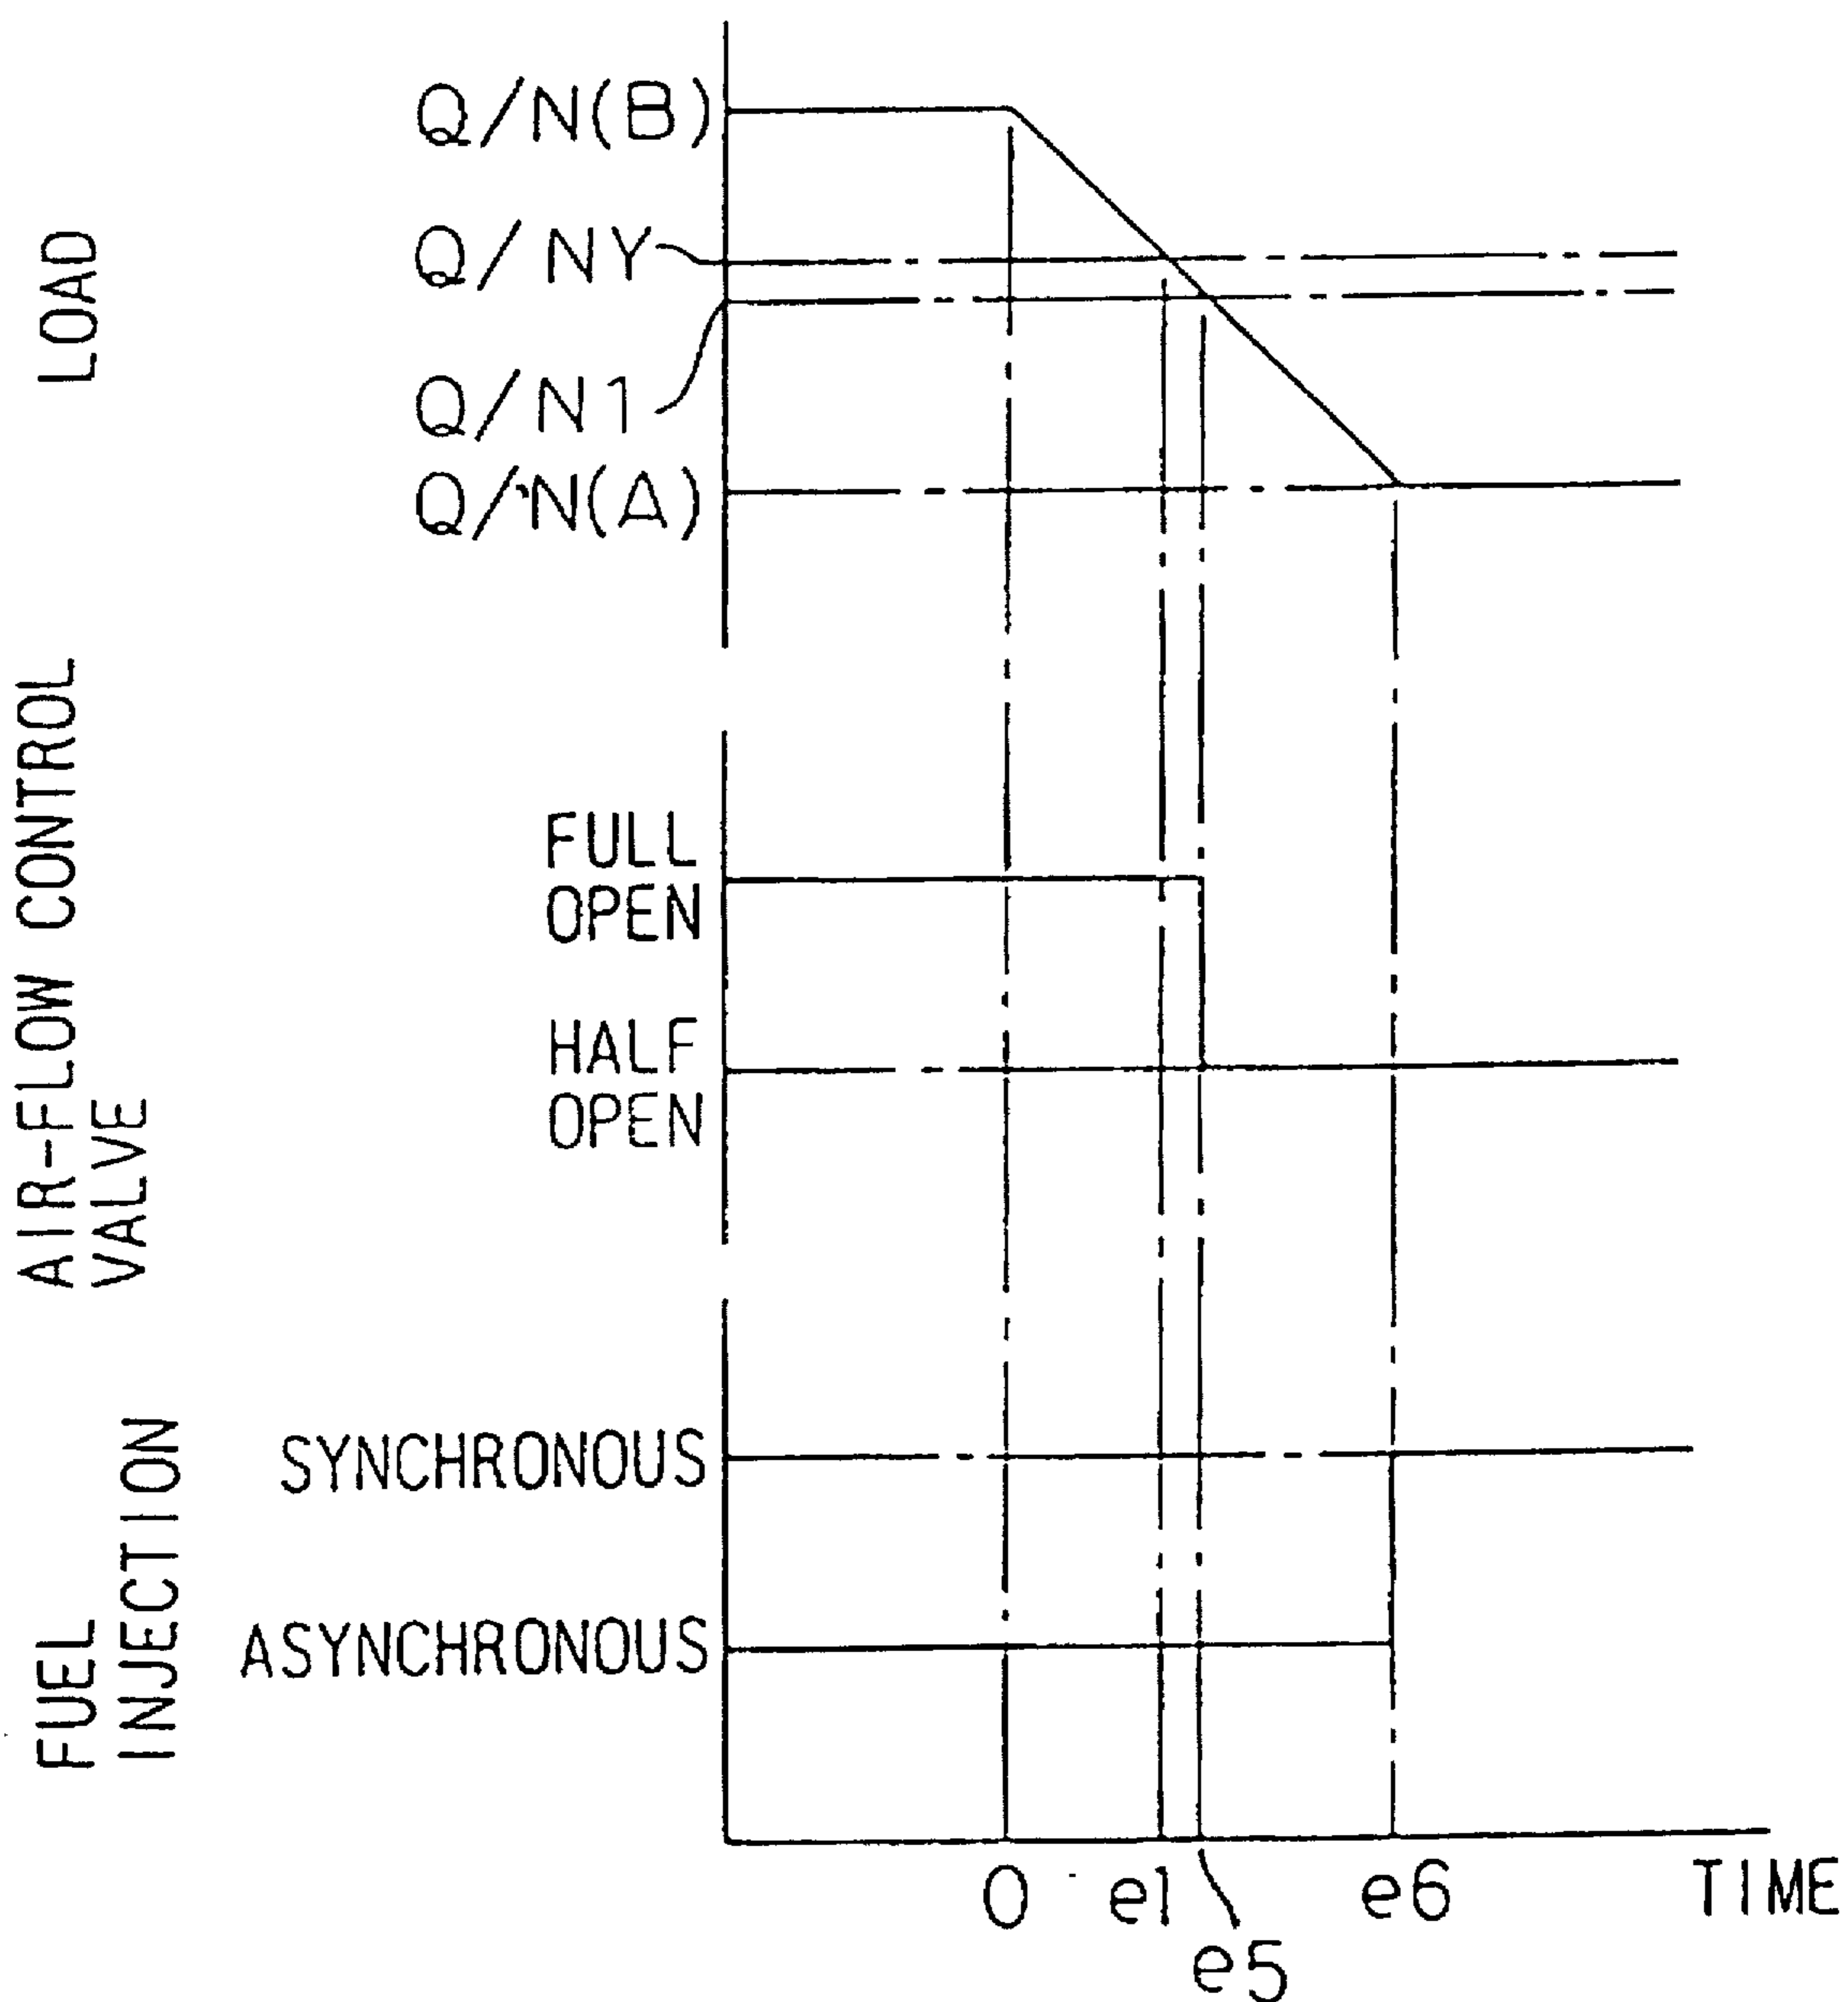 LOAD
Q/N(B)
Q/NY
Q/N1
Q/N(A)
AIR-FLOW CONTROL
VALVE
FULL
OPEN
HALF
OPEN
FUEL
INJECTION
SYNCHRONOUS
ASYNCHRONOUS
0 e1 e6 TIME
e5